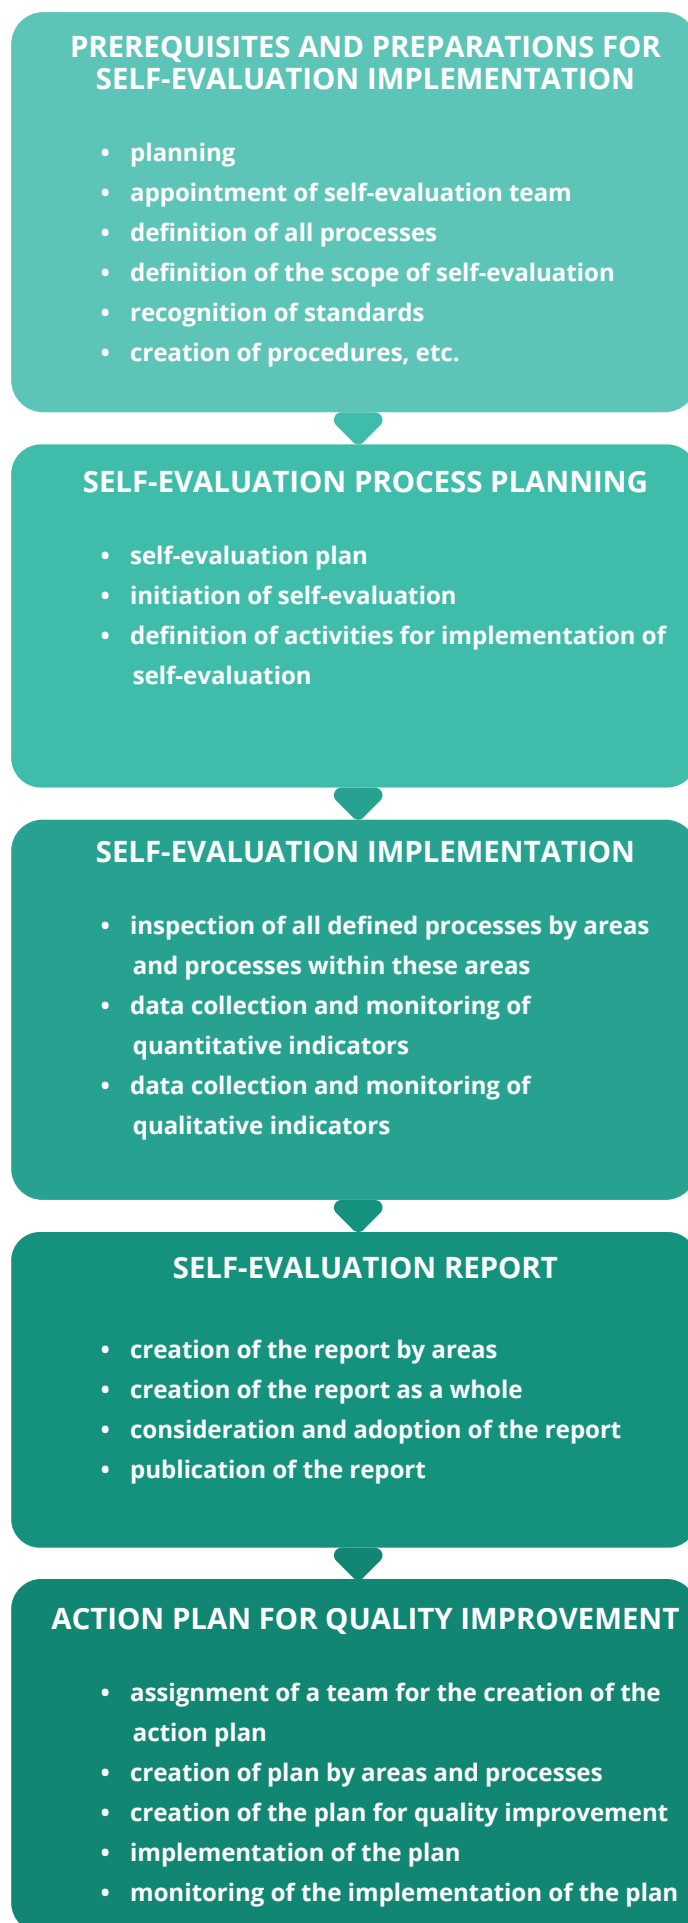 PREREQUISITES AND PREPARATIONS FOR
SELF-EVALUATION IMPLEMENTATION
• planning
• appointment of self-evaluation team
• definition of all processes
• definition of the scope of self-evaluation
• recognition of standards
• creation of procedures, etc.
SELF-EVALUATION PROCESS PLANNING
• self-evaluation plan
• initiation of self-evaluation
• definition of activities for implementation of
self-evaluation
SELF-EVALUATION IMPLEMENTATION
• inspection of all defined processes by areas
and processes within these areas
• data collection and monitoring of
quantitative indicators
• data collection and monitoring of
qualitative indicators
SELF-EVALUATION REPORT
• creation of the report by areas
• creation of the report as a whole
• consideration and adoption of the report
• publication of the report
ACTION PLAN FOR QUALITY IMPROVEMENT
• assignment of a team for the creation of the
action plan
• creation of plan by areas and processes
• creation of the plan for quality improvement
• implementation of the plan
• monitoring of the implementation of the plan